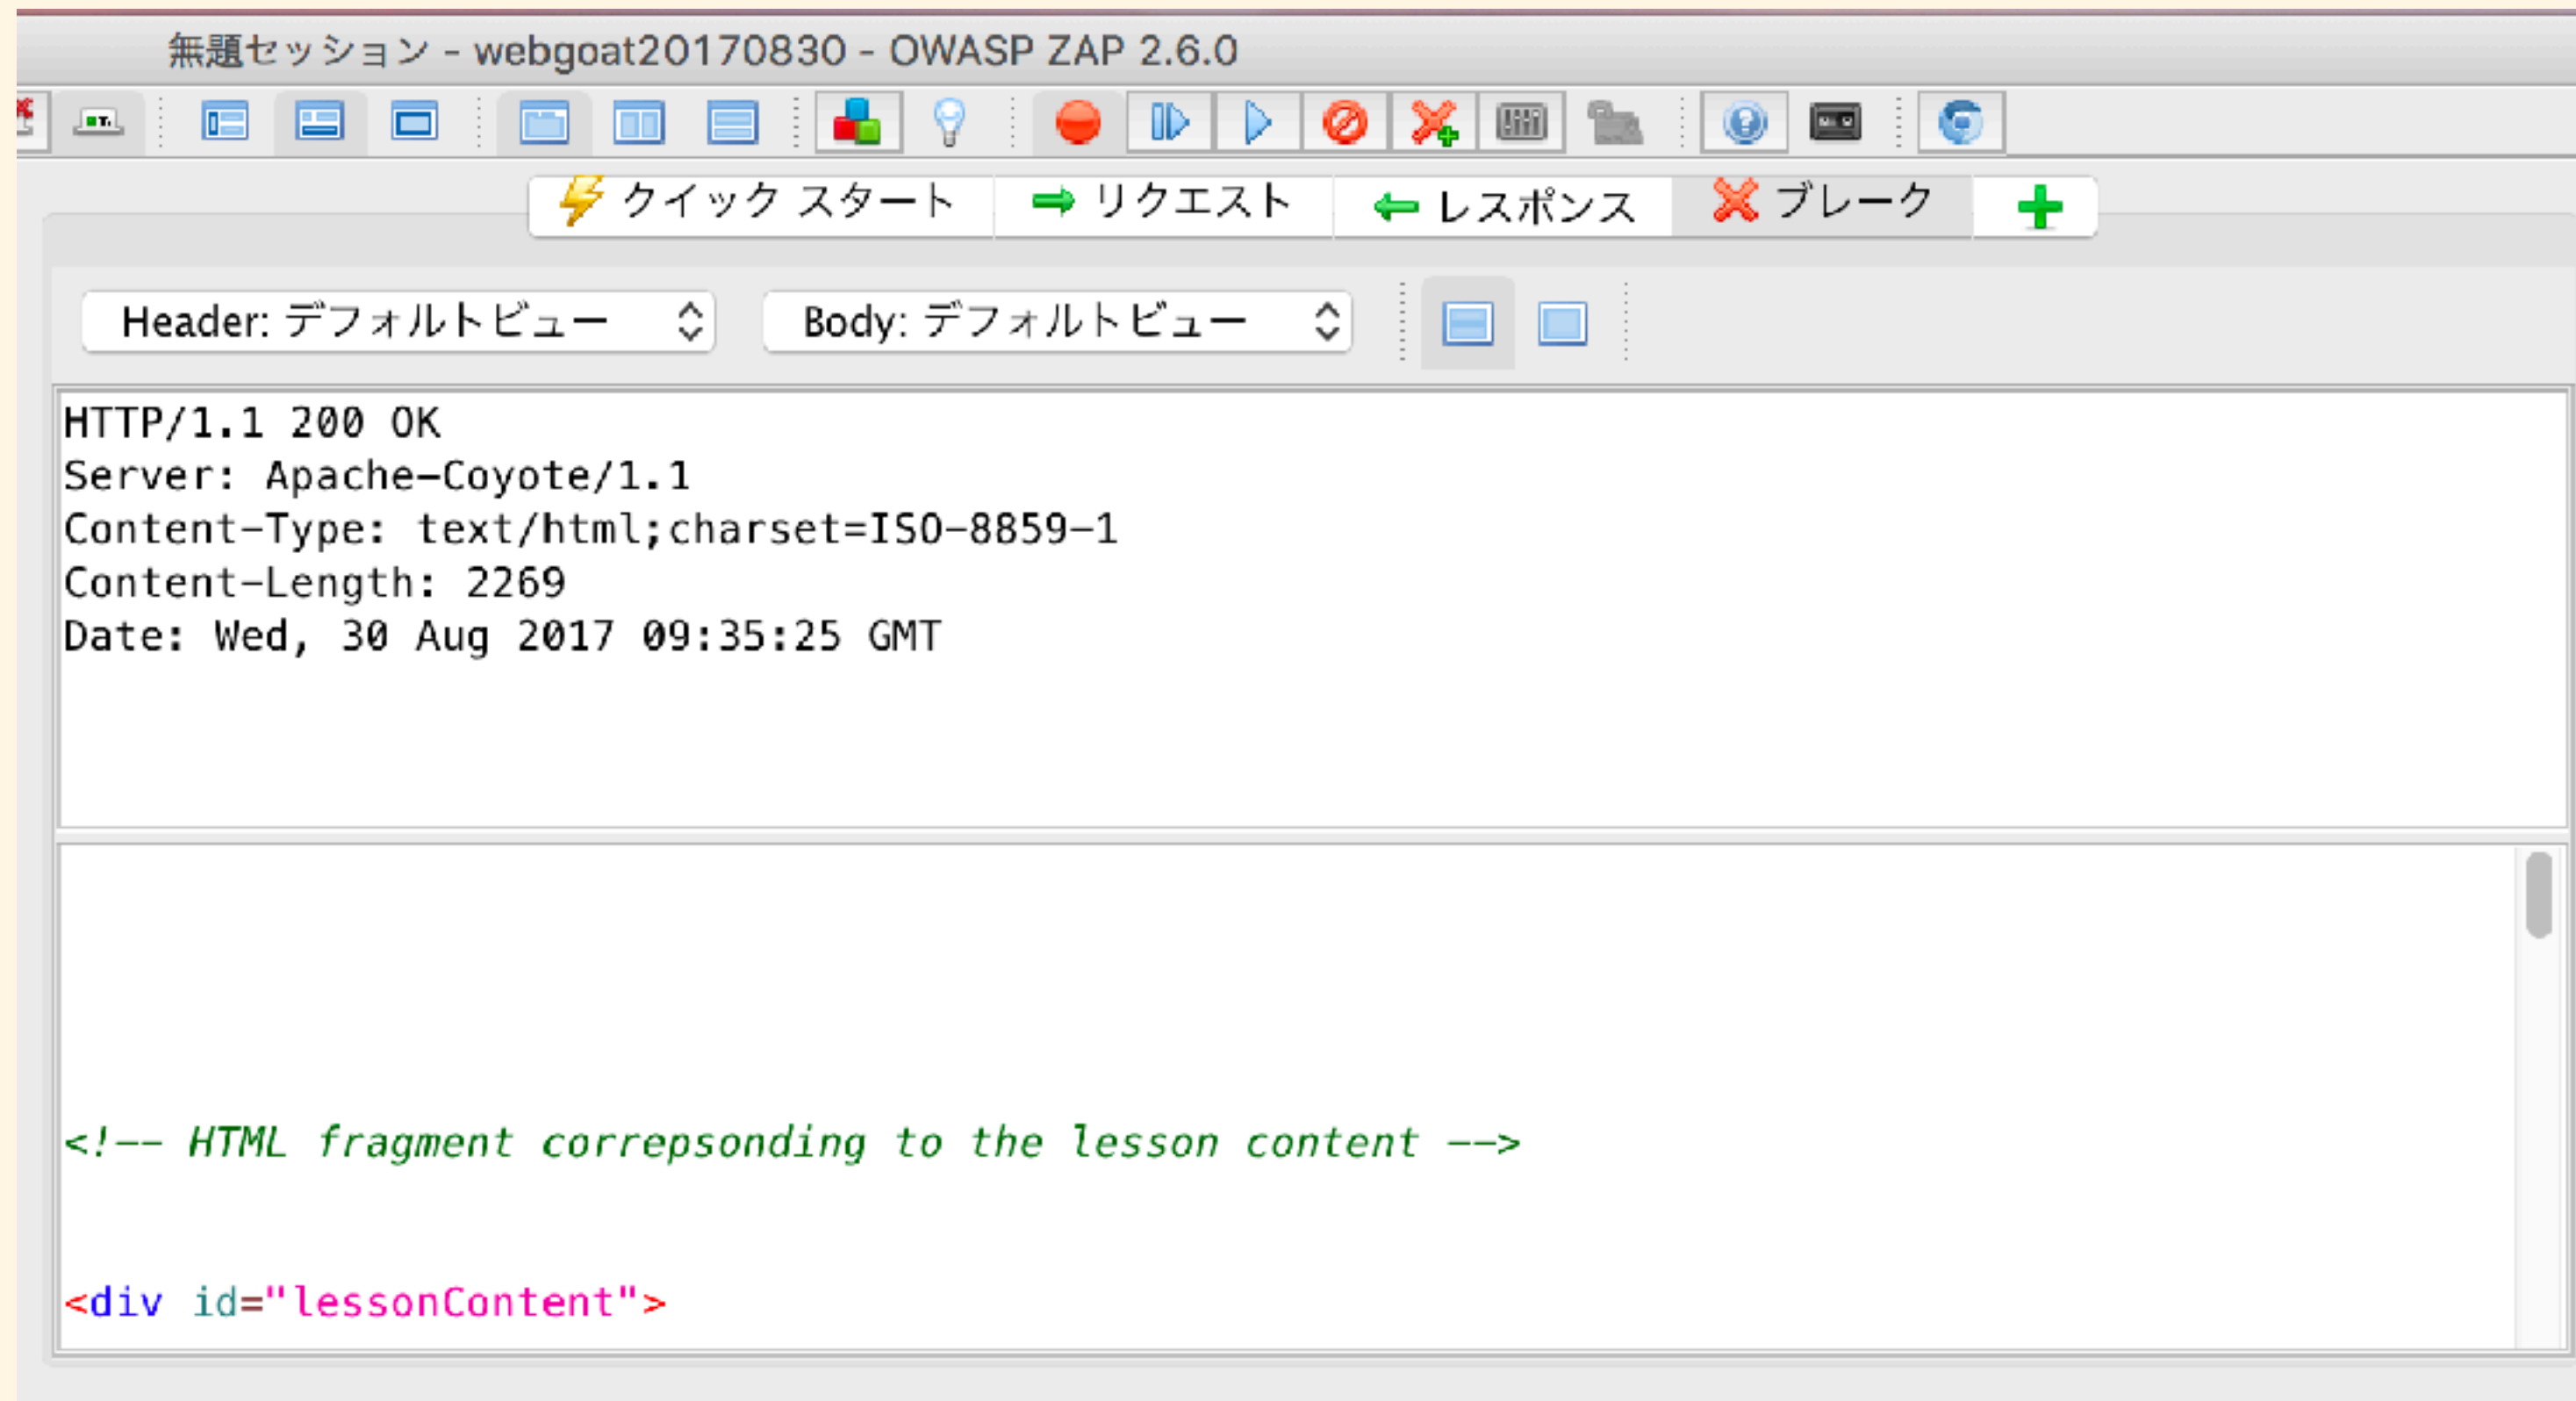 無題セッション - webgoat20170830 - OWASP ZAP 2.6.0
クイック スタート リクエスト レスポンス ブレーク
Header: デフォルトビュー Body: デフォルトビュー
HTTP/1.1 200 OK
Server: Apache-Coyote/1.1
Content-Type: text/html;charset=ISO-8859-1
Content-Length: 2269
Date: Wed, 30 Aug 2017 09:35:25 GMT
<!-- HTML fragment correpsonding to the lesson content -->
<div id="lessonContent">